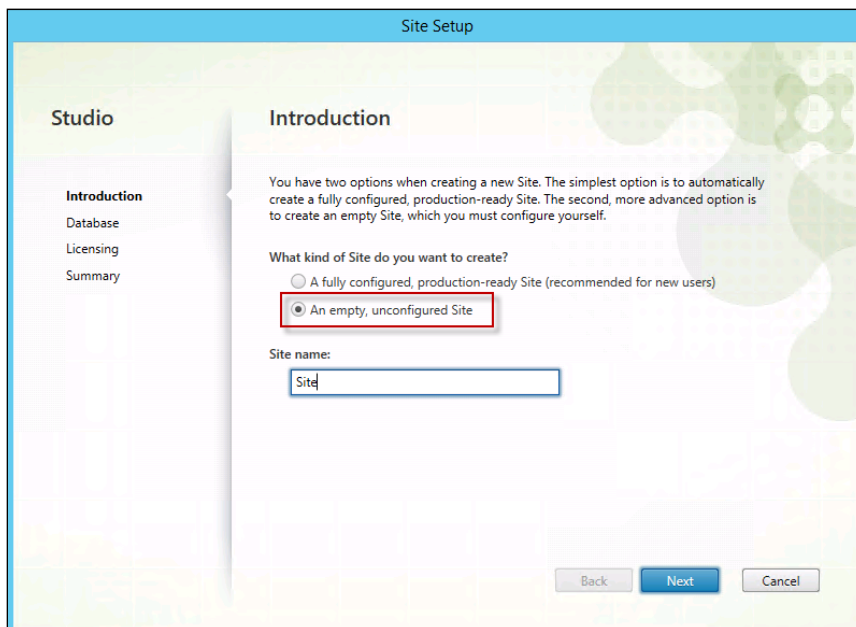 Site Setup
Studio
Introduction
Introduction
Database
Licensing
Summary
You have two options when creating a new Site. The simplest option is to automatically
create a fully configured, production-ready Site. The second, more advanced option is
to create an empty Site, which you must configure yourself.
What kind of Site do you want to create?
A fully configured, production-ready Site (recommended for new users)
An empty, unconfigured Site
Site name:
Site
Back
Next
Cancel